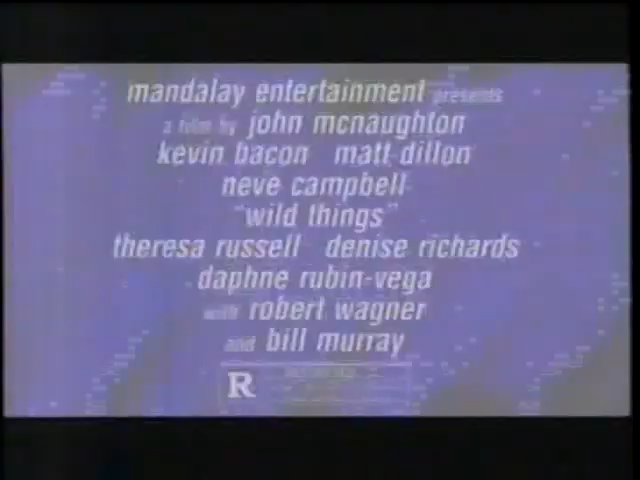 mandalay entertainment presents
a film by john mcnaughton
kevin bacon matt dillon
neve campbell
"wild things"
theresa russell denise richards
daphne rubin-vega
with robert wagner
and bill murray
R